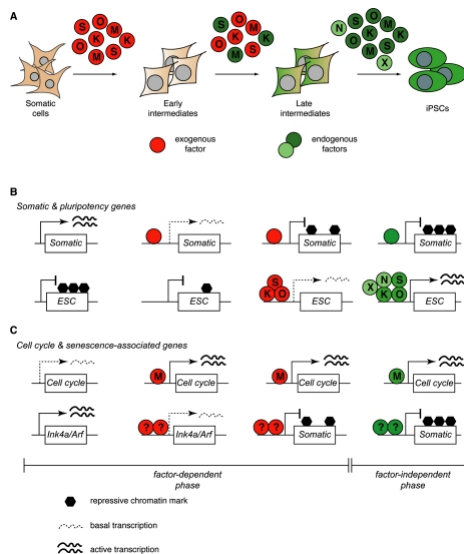 A
S O M K O K S M
S O M K O K S M
N S O M K O K S M X
Somatic
cells
Early
intermediates
Late
intermediates
iPSCs
exogenous
factor
endogenous
factors
B
Somatic & pluripotency genes
Somatic
Somatic
Somatic
Somatic
ESC
ESC
S K O
ESC
N S X K O
ESC
C
Cell cycle & senescence-associated genes
Cell cycle
M
Cell cycle
M
Cell cycle
M
Cell cycle
Ink4a/Arf
? ?
Ink4a/Arf
? ?
Somatic
? ?
Somatic
factor-dependent
phase
factor-independent
phase
repressive chromatin mark
basal transcription
active transcription